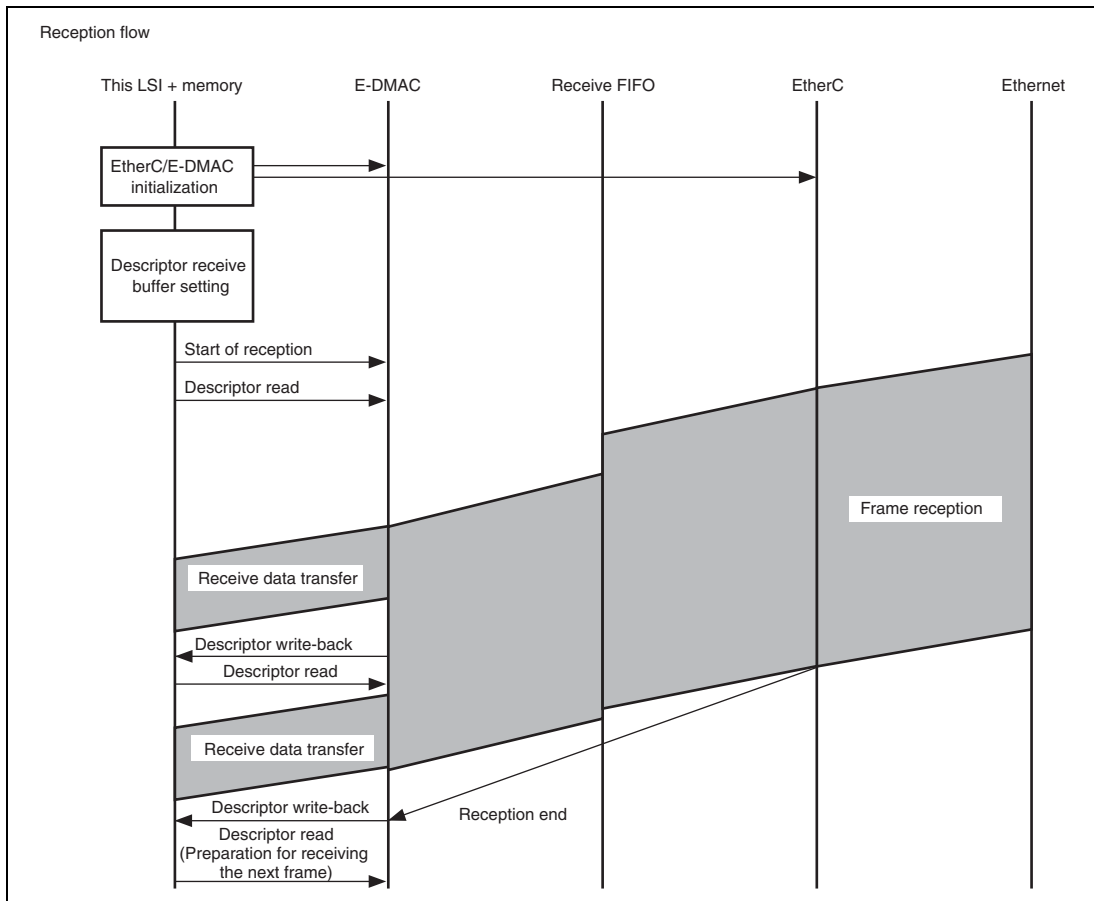 Reception flow
This LSI + memory
E-DMAC
Receive FIFO
EtherC
Ethernet
EtherC/E-DMAC
initialization
Descriptor receive
buffer setting
Start of reception
Descriptor read
Frame reception
Receive data transfer
Descriptor write-back
Descriptor read
Receive data transfer
Descriptor write-back
Reception end
Descriptor read
(Preparation for receiving
the next frame)